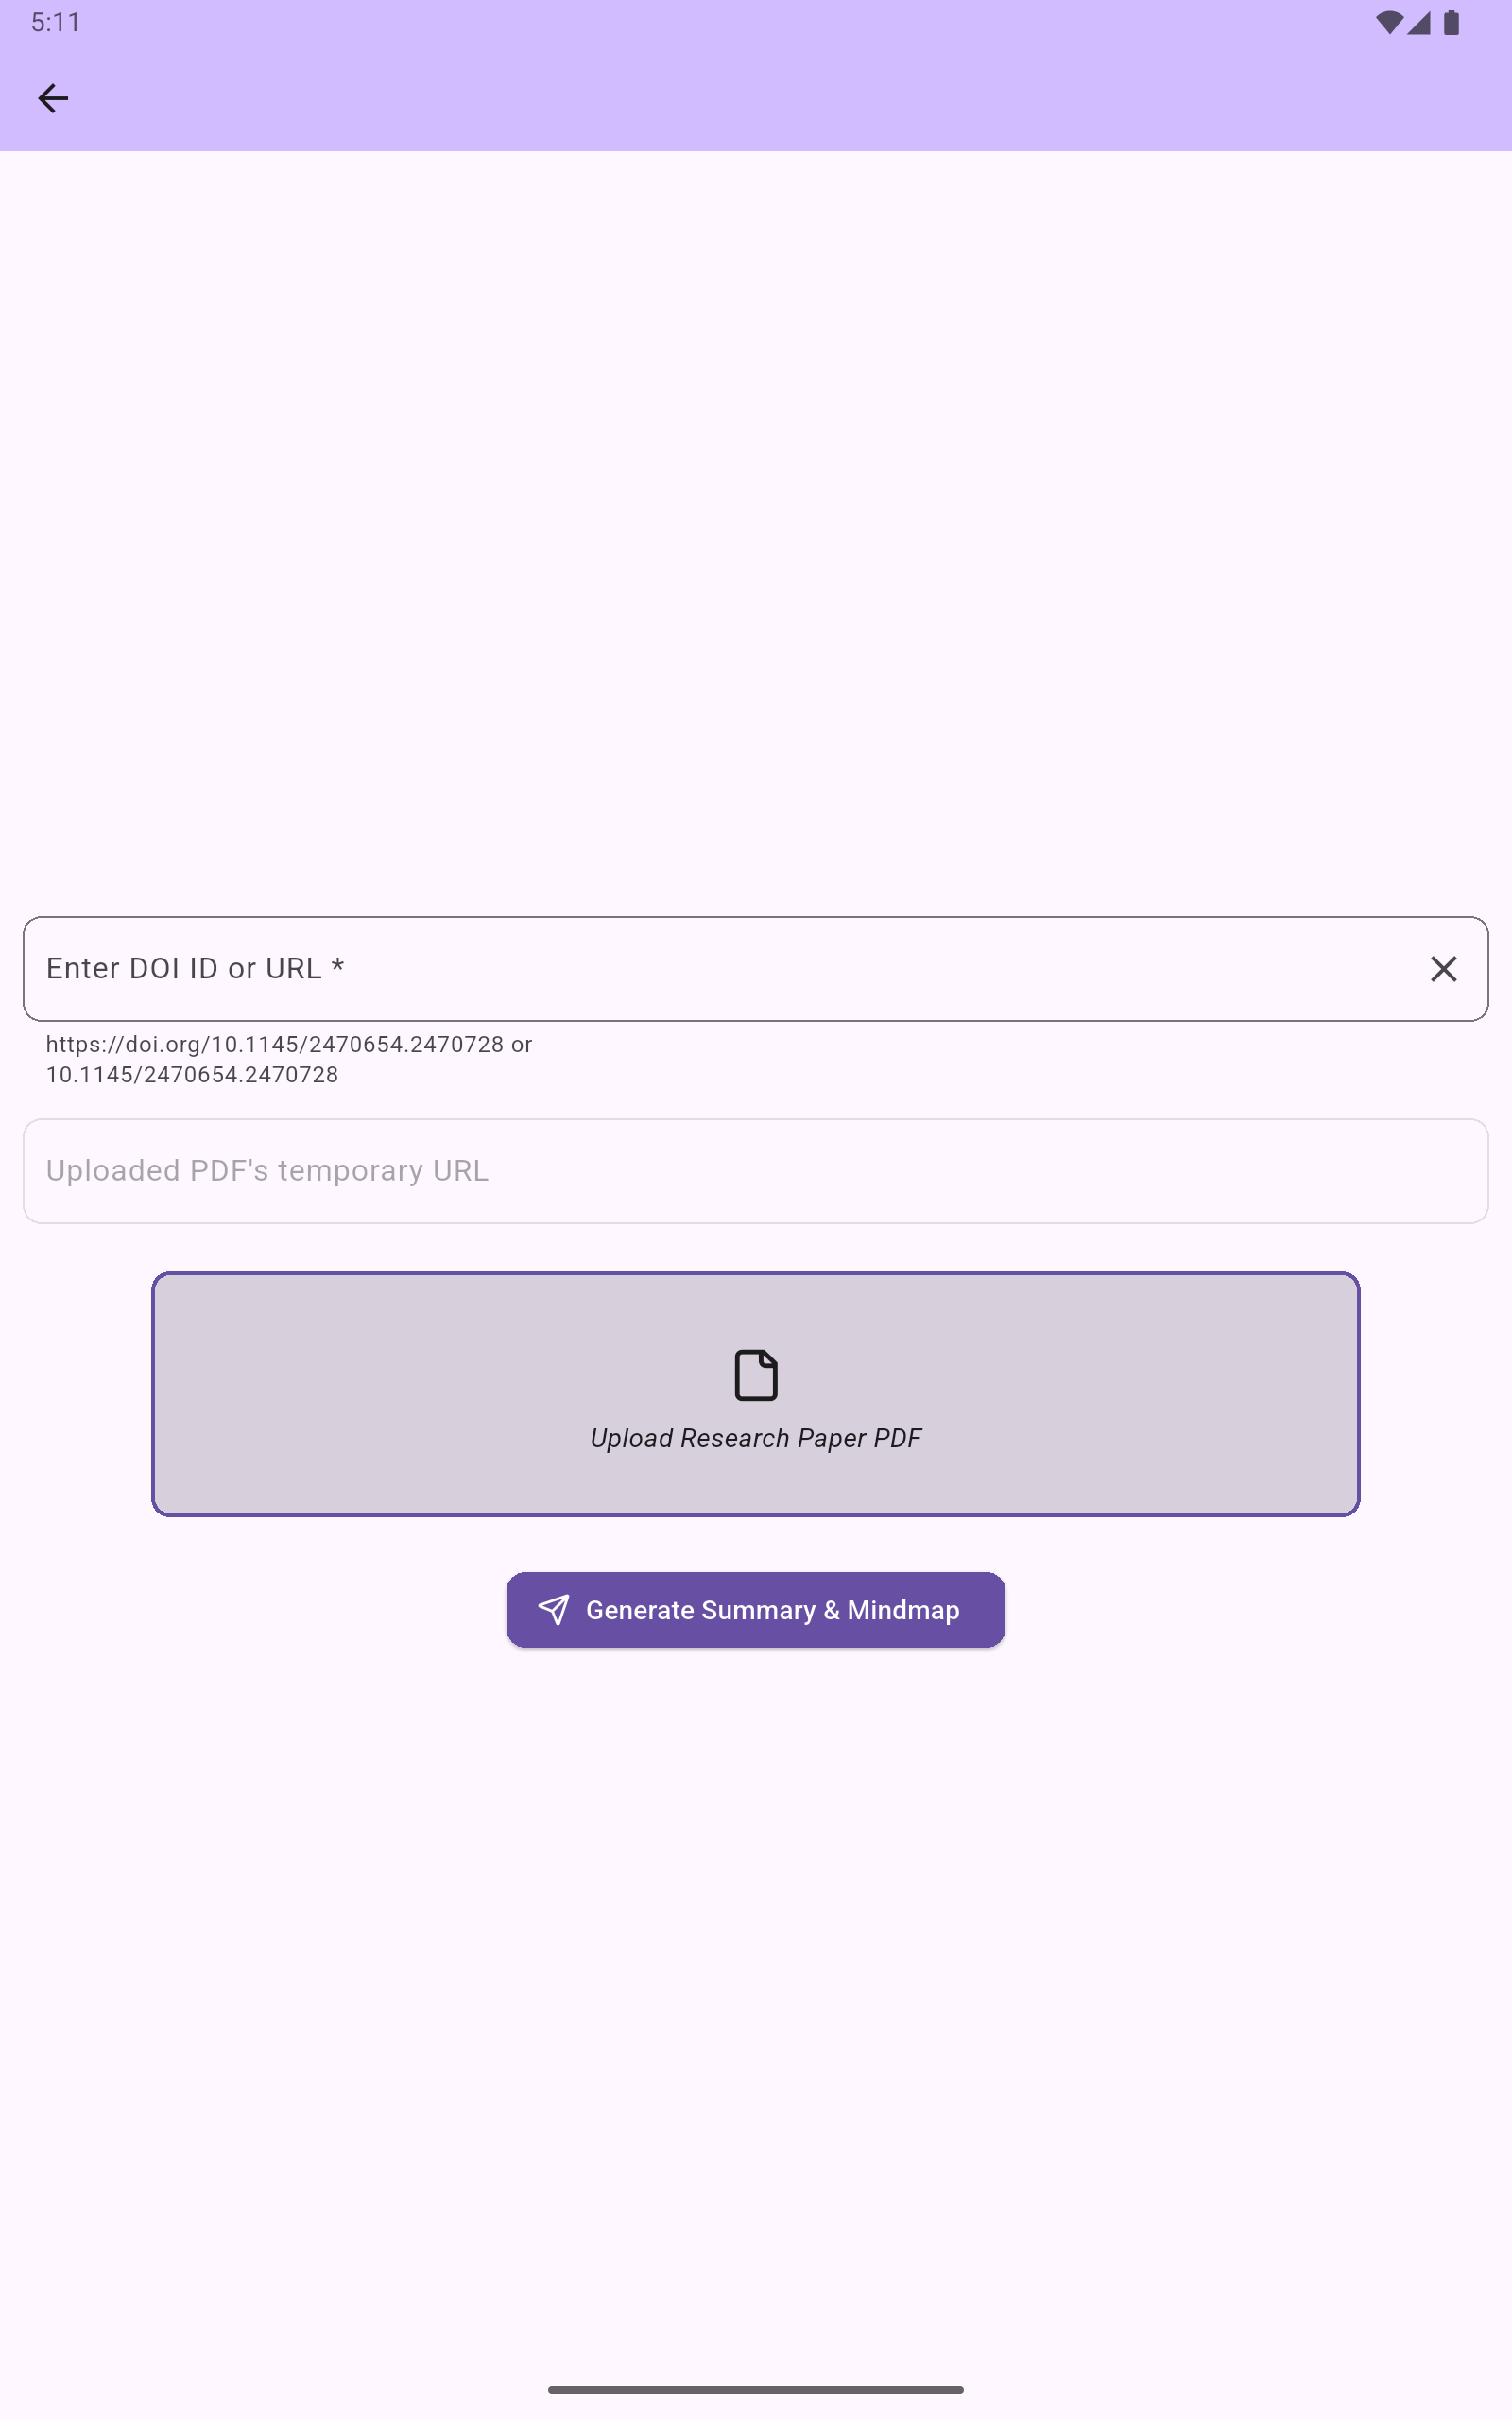 5:11
Enter DOI ID or URL *
https://doi.org/10.1145/2470654.2470728 or
10.1145/2470654.2470728
Uploaded PDF's temporary URL
Upload Research Paper PDF
Generate Summary & Mindmap